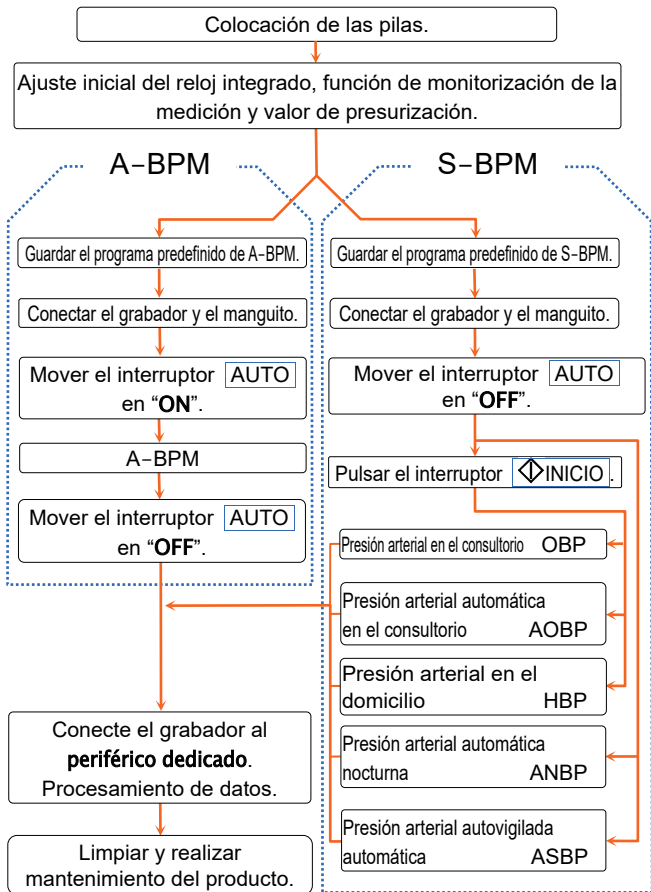 Colocación de las pilas.
Ajuste inicial del reloj integrado, función de monitorización de la
medición y valor de presurización.
A-BPM
Guardar el programa predefinido de A-BPM.
Conectar el grabador y el manguito.
Mover el interruptor AUTO
en “ON”.
A-BPM
Mover el interruptor AUTO
en “OFF”.
S-BPM
Guardar el programa predefinido de S-BPM.
Conectar el grabador y el manguito.
Mover el interruptor AUTO
en “OFF”.
Pulsar el interruptor INICIO.
Presión arterial en el consultorio OBP
Presión arterial automática
en el consultorio AOBP
Presión arterial en el
domicilio HBP
Presión arterial automática
nocturna ANBP
Presión arterial autovigilada
automática ASBP
Conecte el grabador al
periférico dedicado.
Procesamiento de datos.
Limpiar y realizar
mantenimiento del producto.